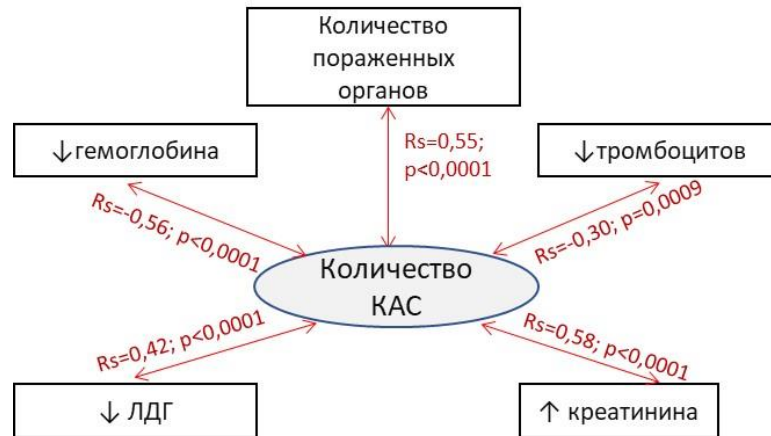 Количество
пораженных
органов
↓гемоглобина
Rs=0,55;
p<0,0001
↓тромбоцитов
Rs=-0,56; p<0,0001
Rs=-0,30; p=0,0009
Количество
КАС
Rs=0,42; p<0,0001
Rs=0,58; p<0,0001
↓ ЛДГ
↑ креатинина